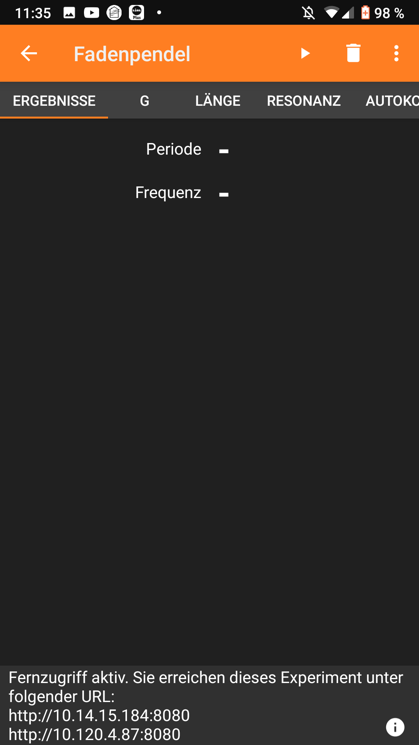 11:35 98 %
Fadenpendel
ERGEBNISSE G LÄNGE RESONANZ AUTOKO
Periode -
Frequenz -
Fernzugriff aktiv. Sie erreichen dieses Experiment unter
folgender URL:
http://10.14.15.184:8080
http://10.120.4.87:8080